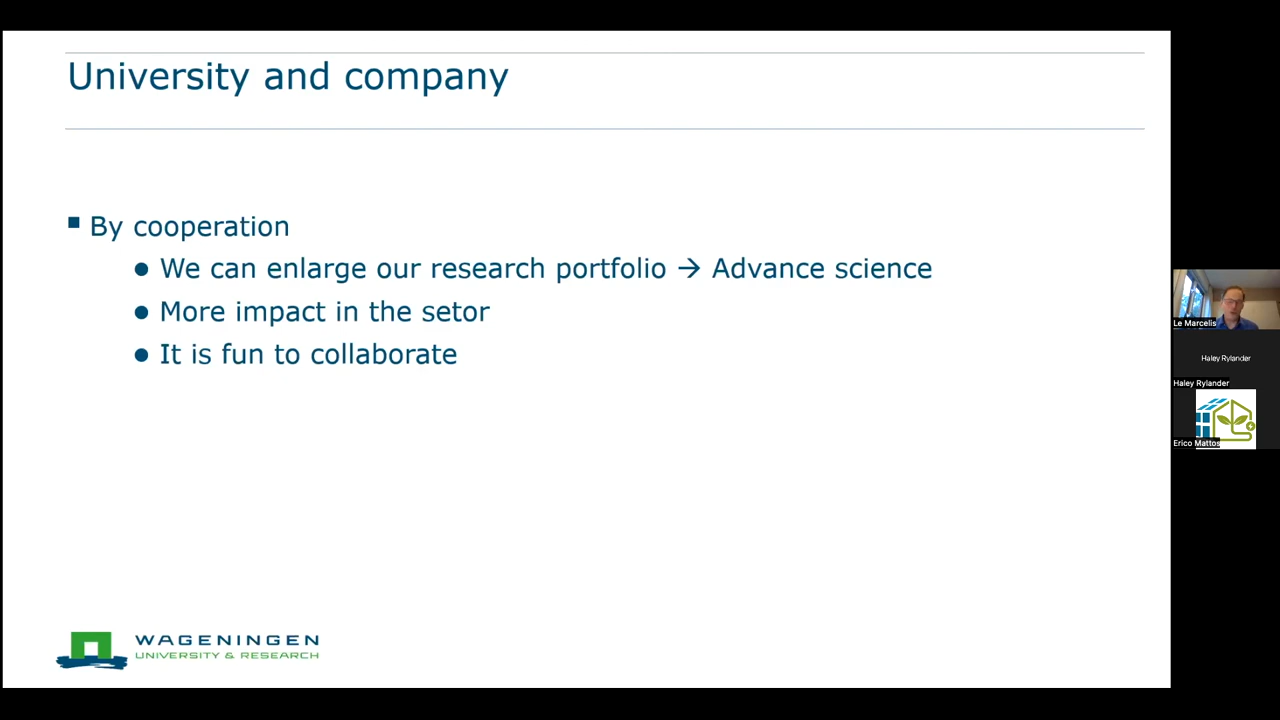 University and company
By cooperation
We can enlarge our research portfolio → Advance science
More impact in the setor
It is fun to collaborate
WAGENINGEN
UNIVERSITY & RESEARCH
Le Marcelis
Haley Rylander
Haley Rylander
Erico Mattos